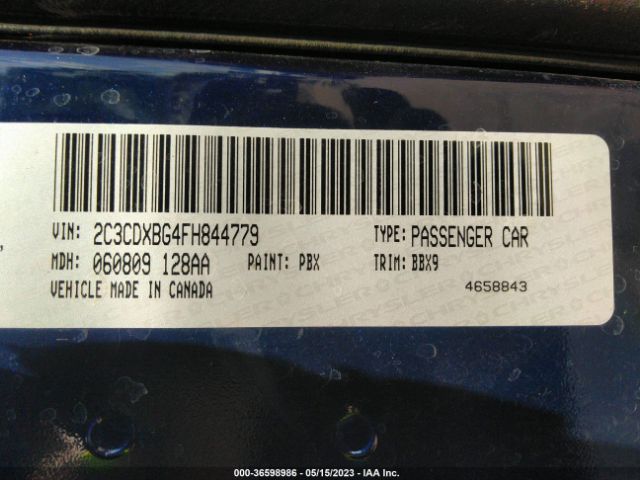 VIN: 2C3CDXBG4FH844779 TYPE: PASSENGER CAR
MDH: 060809 128AA PAINT: PBX TRIM: BBX9
VEHICLE MADE IN CANADA 4658843
000-36598986 - 05/15/2023 - IAA Inc.